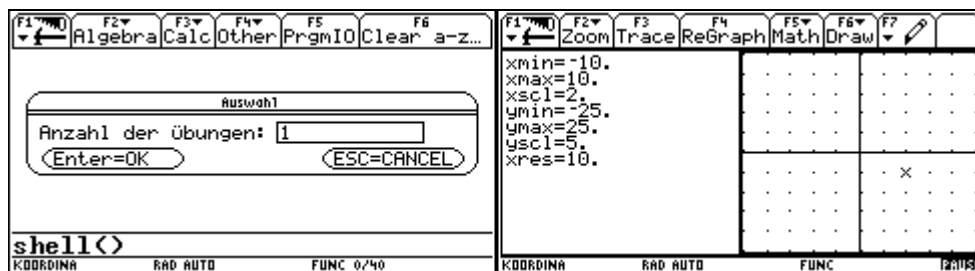 F1 F2 F3 F4 F5 F6
Algebra Calc Other PrgmIO Clear a-z…
Auswahl
Anzahl der Übungen: 1
Enter=OK ESC=CANCEL
shell()
KOORDINA RAD AUTO FUNC 0/40
F1 F2 F3 F4 F5 F6 F7
Zoom Trace ReGraph Math Draw
xmin=-10.
xmax=10.
xscl=2.
ymin=-25.
ymax=25.
yscl=5.
xres=10.
×
KOORDINA RAD AUTO FUNC PAUS